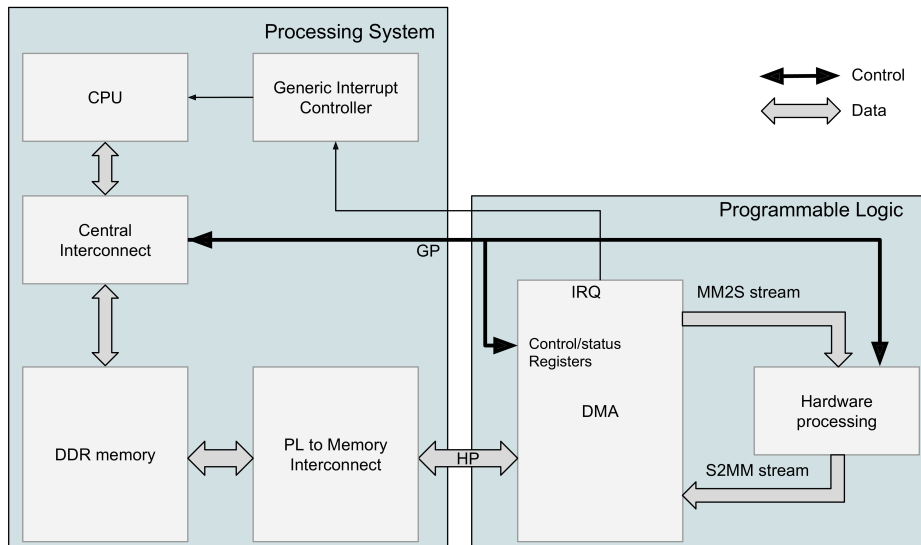 Processing System
CPU
Generic Interrupt
Controller
Control
Data
Central
Interconnect
GP
Programmable Logic
IRQ
MM2S stream
Control/status
Registers
DMA
Hardware
processing
DDR memory
PL to Memory
Interconnect
HP
S2MM stream